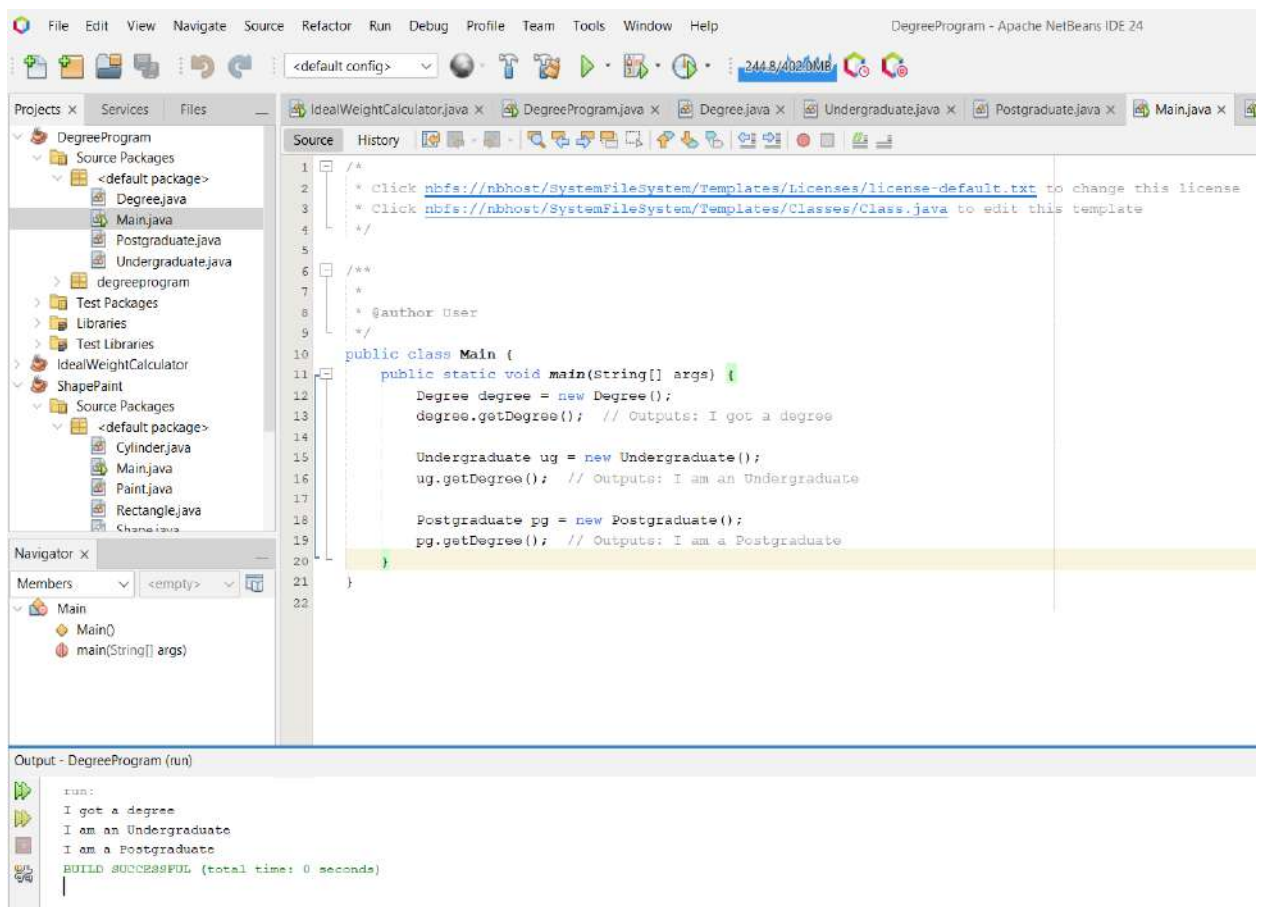 File Edit View Navigate Source Refactor Run Debug Profile Team Tools Window Help DegreeProgram - Apache NetBeans IDE 24
<default config> 244.8/402.0MB
Projects Services Files
IdealWeightCalculator.java DegreeProgram.java Degree.java Undergraduate.java Postgraduate.java Main.java
DegreeProgram
Source Packages
<default package>
Degree.java
Main.java
Postgraduate.java
Undergraduate.java
degreeprogram
Test Packages
Libraries
Test Libraries
IdealWeightCalculator
ShapePaint
Source Packages
<default package>
Cylinder.java
Main.java
Paint.java
Rectangle.java
Shape.java
Source History
1 /*
2 * Click nbfs://nbhost/SystemFileSystem/Templates/Licenses/license-default.txt to change this license
3 * Click nbfs://nbhost/SystemFileSystem/Templates/Classes/Class.java to edit this template
4 */
5
6 /**
7 *
8 * @author User
9 */
10 public class Main {
11 public static void main(String[] args) {
12 Degree degree = new Degree();
13 degree.getDegree(); // Outputs: I got a degree
14
15 Undergraduate ug = new Undergraduate();
16 ug.getDegree(); // Outputs: I am an Undergraduate
17
18 Postgraduate pg = new Postgraduate();
19 pg.getDegree(); // Outputs: I am a Postgraduate
20 }
21 }
22
Navigator
Members <empty>
Main
Main()
main(String[] args)
Output - DegreeProgram (run)
run:
I got a degree
I am an Undergraduate
I am a Postgraduate
BUILD SUCCESSFUL (total time: 0 seconds)